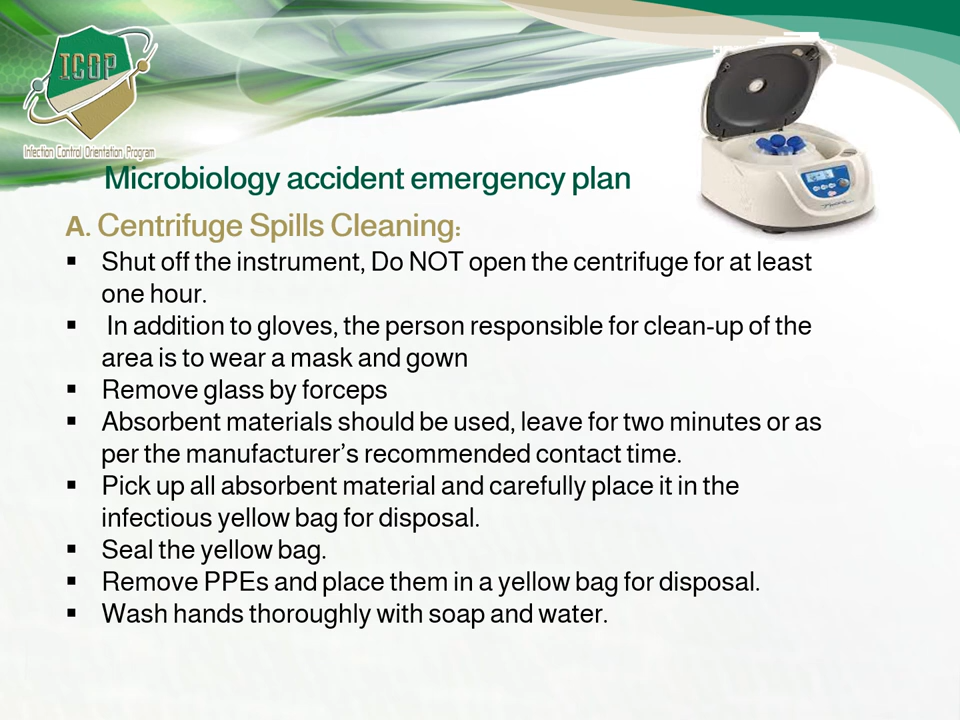 ICOP
Infection Control Orientation Program
Microbiology accident emergency plan
A. Centrifuge Spills Cleaning:
▪ Shut off the instrument, Do NOT open the centrifuge for at least
one hour.
▪ In addition to gloves, the person responsible for clean-up of the
area is to wear a mask and gown
▪ Remove glass by forceps
▪ Absorbent materials should be used, leave for two minutes or as
per the manufacturer’s recommended contact time.
▪ Pick up all absorbent material and carefully place it in the
infectious yellow bag for disposal.
▪ Seal the yellow bag.
▪ Remove PPEs and place them in a yellow bag for disposal.
▪ Wash hands thoroughly with soap and water.